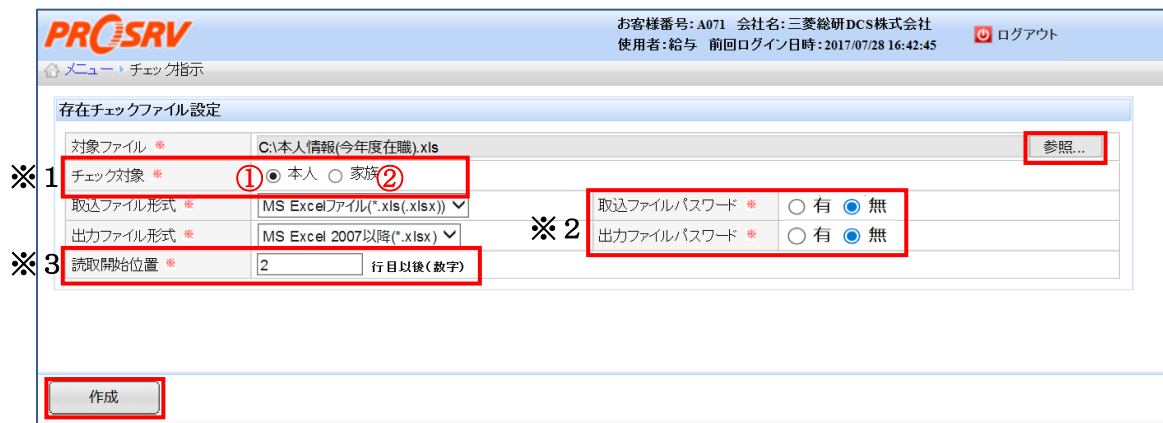 PROSRV
お客様番号:A071 会社名:三菱総研DCS株式会社
使用者:給与 前回ログイン日時:2017/07/28 16:42:45
ログアウト
メニュー チェック指示
存在チェックファイル設定
対象ファイル ※ C:\本人情報(今年度在職).xls 参照...
※1 チェック対象 ※ ① 本人 家族 ②
取込ファイル形式 ※ MS Excelファイル(*.xls(.xlsx)) 取込ファイルパスワード ※ 有 無
※2
出力ファイル形式 ※ MS Excel 2007以降(*.xlsx) 出力ファイルパスワード ※ 有 無
※3 読取開始位置 ※ 2 行目以後(数字)
作成